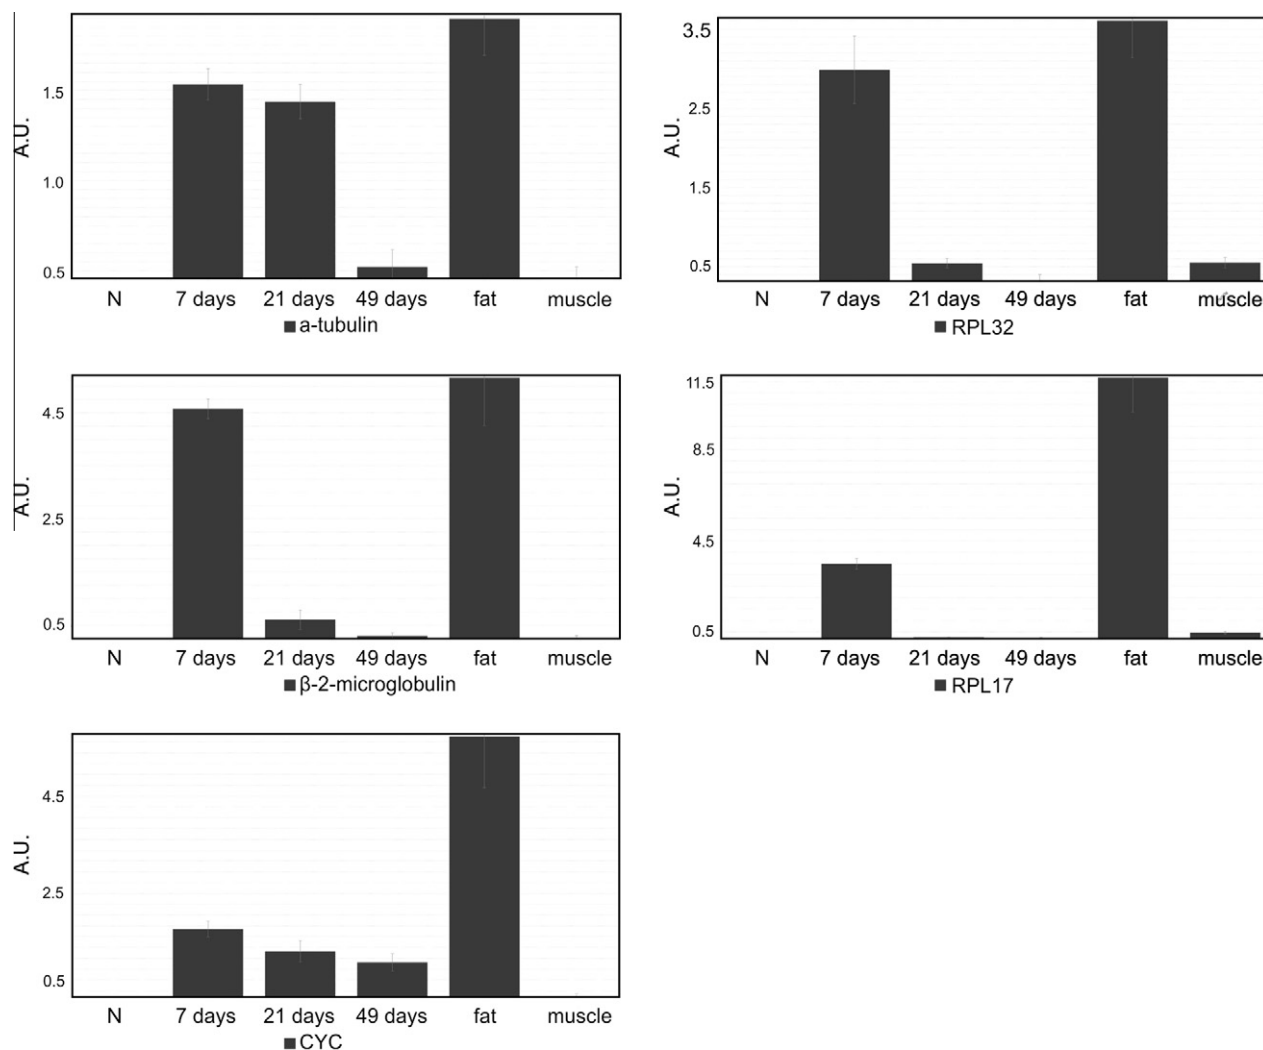 1.5
A.U.
1.0
0.5
N 7 days 21 days 49 days fat muscle
a-tubulin
3.5
2.5
A.U.
1.5
0.5
N 7 days 21 days 49 days fat muscle
RPL32
4.5
A.U.
2.5
0.5
N 7 days 21 days 49 days fat muscle
β-2-microglobulin
11.5
8.5
A.U.
4.5
0.5
N 7 days 21 days 49 days fat muscle
RPL17
4.5
A.U.
2.5
0.5
N 7 days 21 days 49 days fat muscle
CYC